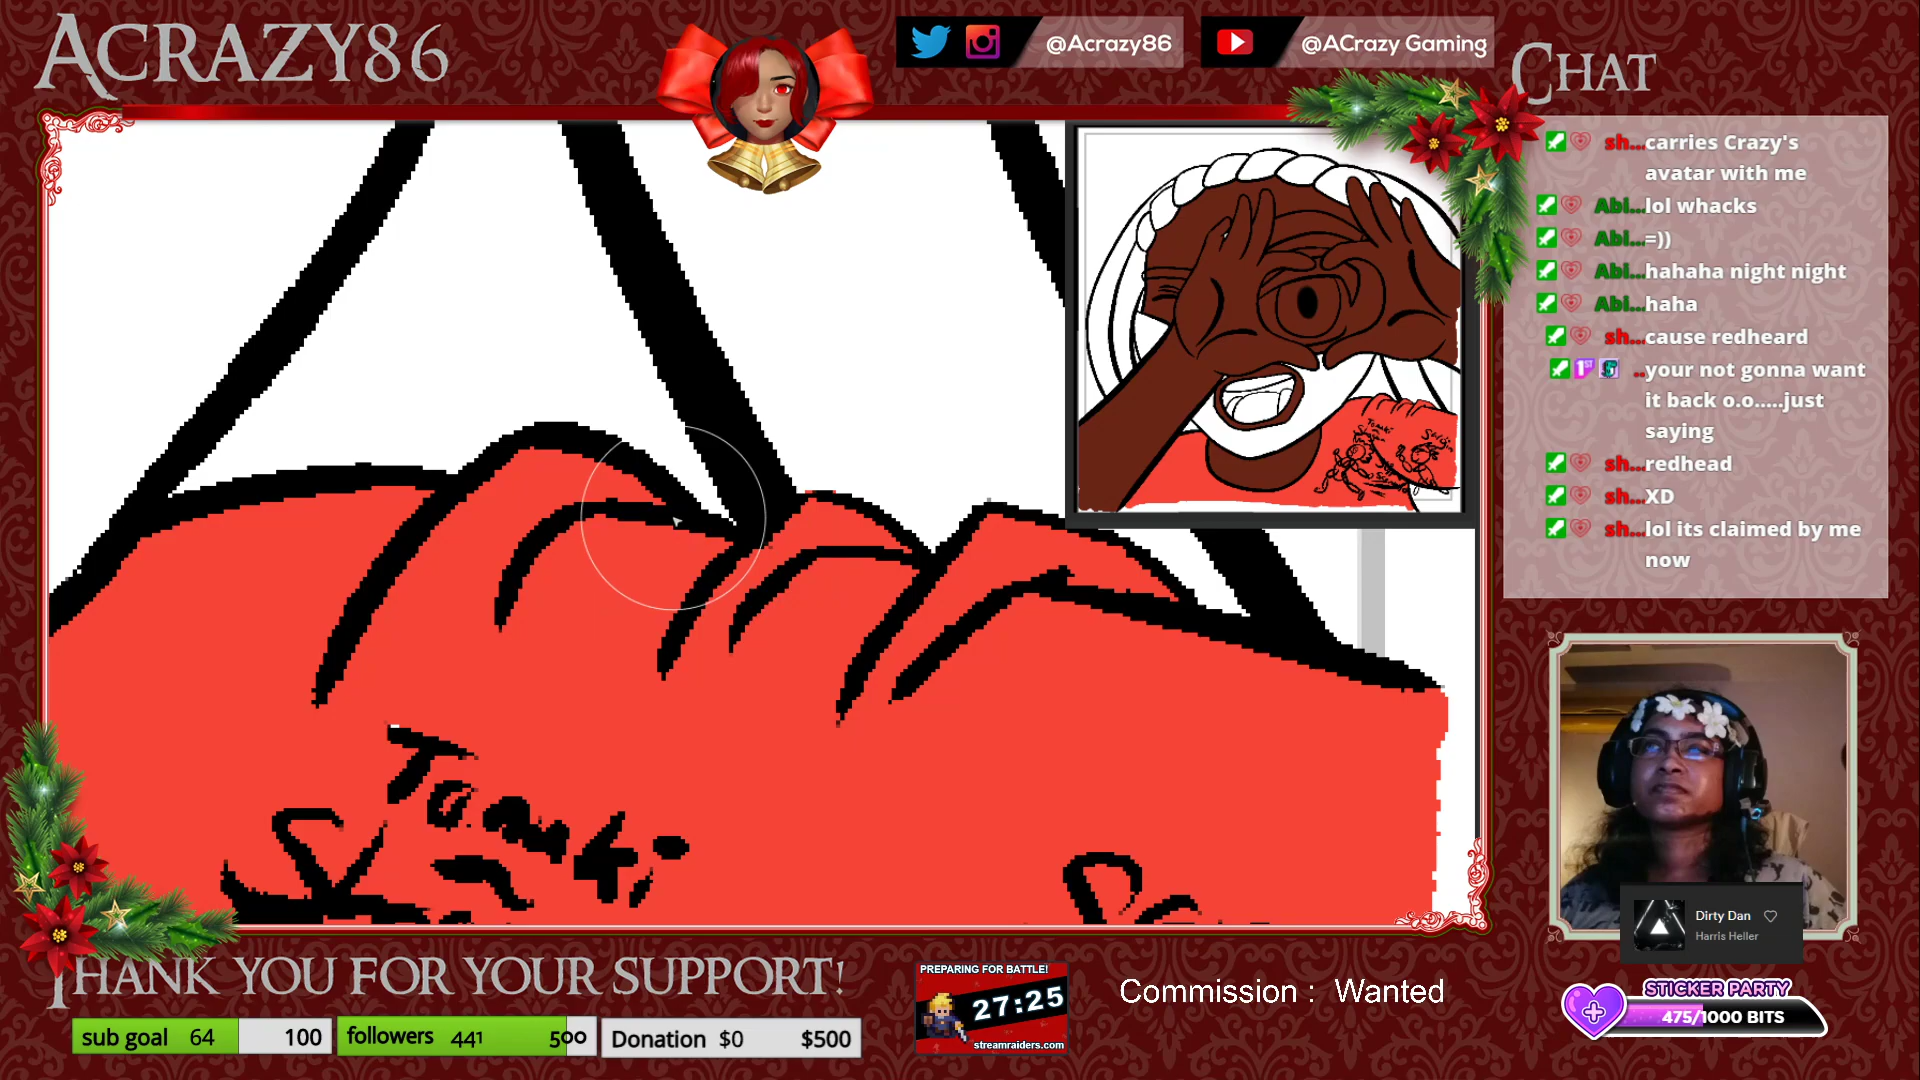 ACRAZY86
@Acrazy86
@ACrazy Gaming
CHAT
sh...carries Crazy's
avatar with me
Abi...lol whacks
Abi...=))
Abi...hahaha night night
Abi...haha
sh...cause redheard
1ST ..your not gonna want
it back o.o.....just
saying
sh...redhead
sh...XD
sh...lol its claimed by me
now
Tamaki
Dirty Dan
Harris Heller
THANK YOU FOR YOUR SUPPORT!
sub goal 64 100
followers 441 500
Donation $0 $500
PREPARING FOR BATTLE!
27:25
streamraiders.com
Commission : Wanted
STICKER PARTY
475/1000 BITS